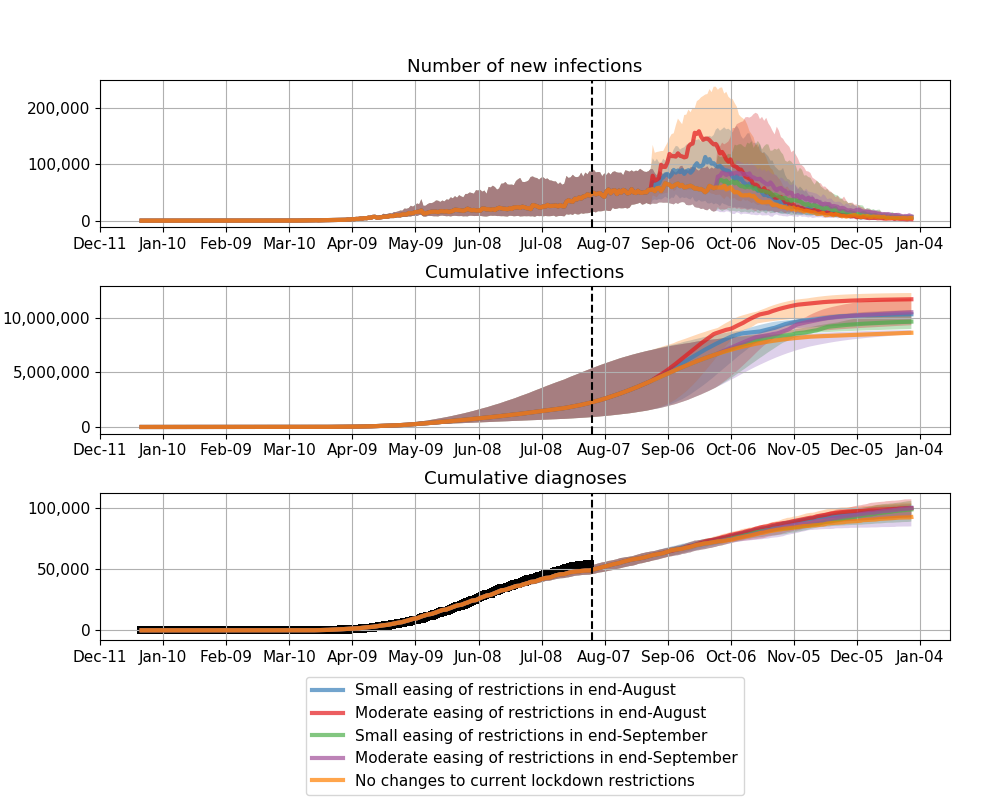 Number of new infections
200,000
100,000
0
Dec-11 Jan-10 Feb-09 Mar-10 Apr-09 May-09 Jun-08 Jul-08 Aug-07 Sep-06 Oct-06 Nov-05 Dec-05 Jan-04
Cumulative infections
10,000,000
5,000,000
0
Dec-11 Jan-10 Feb-09 Mar-10 Apr-09 May-09 Jun-08 Jul-08 Aug-07 Sep-06 Oct-06 Nov-05 Dec-05 Jan-04
Cumulative diagnoses
100,000
50,000
0
Dec-11 Jan-10 Feb-09 Mar-10 Apr-09 May-09 Jun-08 Jul-08 Aug-07 Sep-06 Oct-06 Nov-05 Dec-05 Jan-04
Small easing of restrictions in end-August
Moderate easing of restrictions in end-August
Small easing of restrictions in end-September
Moderate easing of restrictions in end-September
No changes to current lockdown restrictions